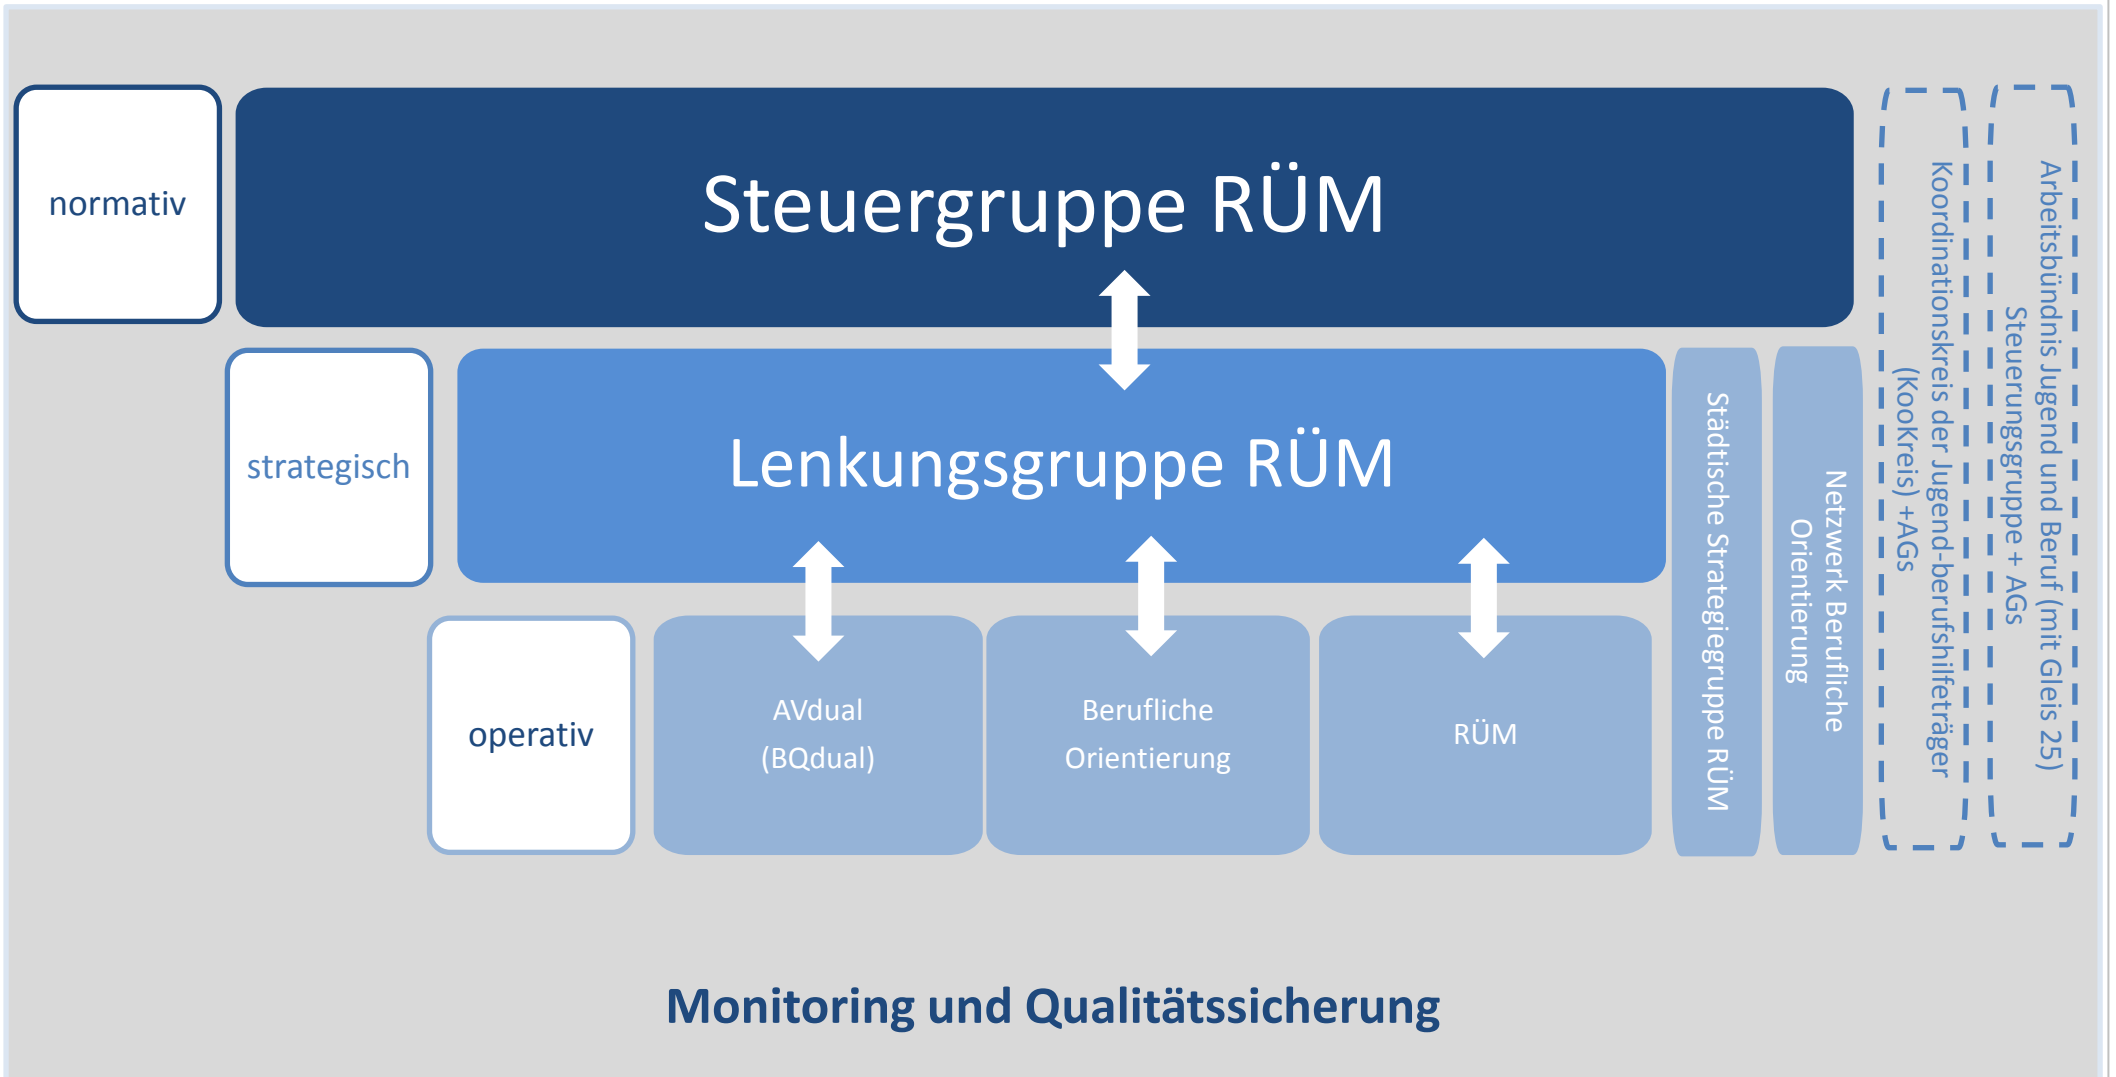 normativ
Steuergruppe RÜM
strategisch
Lenkungsgruppe RÜM
operativ
AVdual
(BQdual)
Berufliche
Orientierung
RÜM
Städtische Strategiegruppe RÜM
Netzwerk Berufliche
Orientierung
Koordinationskreis der Jugend-berufshilfeträger
(KooKreis) +AGs
Arbeitsbündnis Jugend und Beruf (mit Gleis 25)
Steuerungsgruppe + AGs
Monitoring und Qualitätssicherung